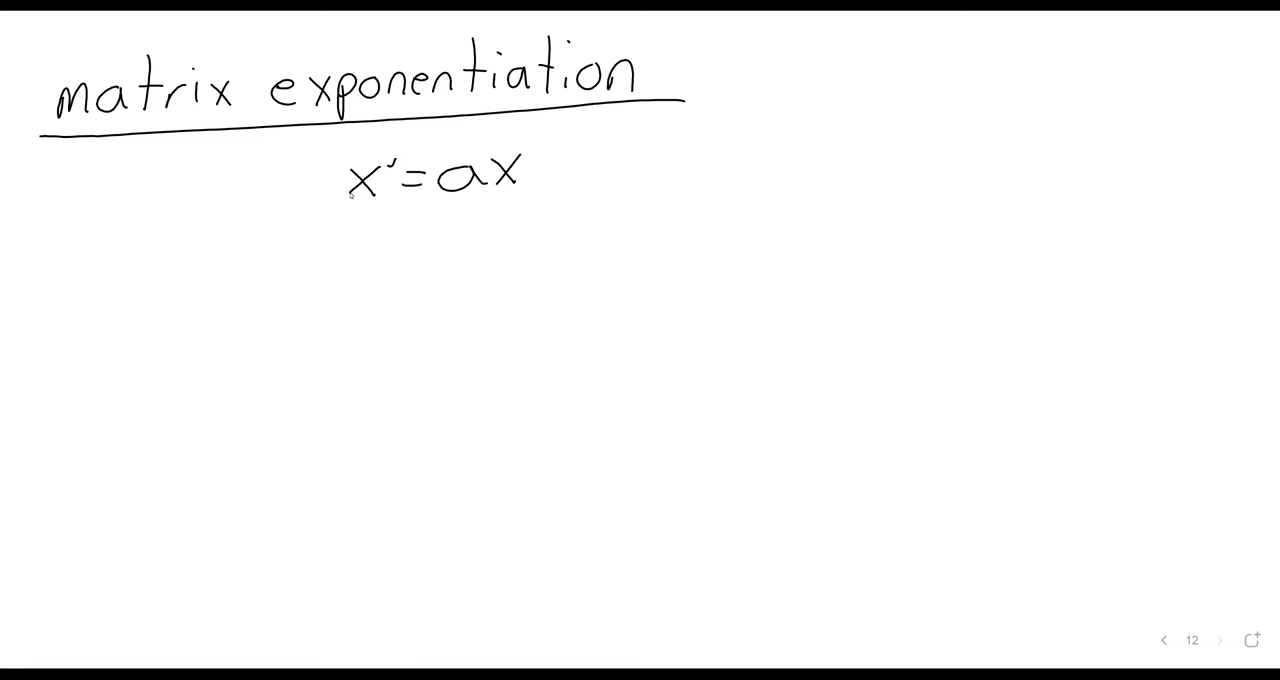 matrix exponentiation
x' = ax
12